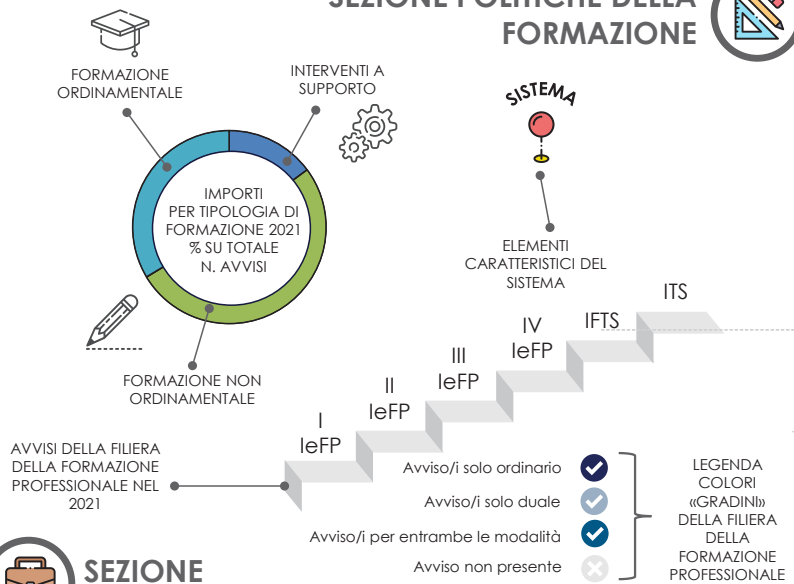 SEZIONE POLITICHE DELLA
FORMAZIONE
FORMAZIONE
ORDINAMENTALE
INTERVENTI A
SUPPORTO
SISTEMA
IMPORTI
PER TIPOLOGIA DI
FORMAZIONE 2021
% SU TOTALE
N. AVVISI
ELEMENTI
CARATTERISTICI DEL
SISTEMA
FORMAZIONE NON
ORDINAMENTALE
I
IeFP
II
IeFP
III
IeFP
IV
IeFP
IFTS
ITS
AVVISI DELLA FILIERA
DELLA FORMAZIONE
PROFESSIONALE NEL
2021
Avviso/i solo ordinario
Avviso/i solo duale
Avviso/i per entrambe le modalità
Avviso non presente
LEGENDA
COLORI
«GRADINI»
DELLA FILIERA
DELLA
FORMAZIONE
PROFESSIONALE
SEZIONE